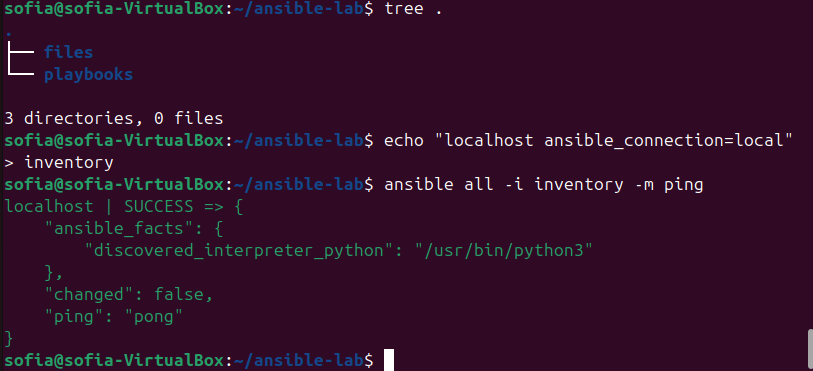 sofia@sofia-VirtualBox:~/ansible-lab$ tree .
.
├── files
└── playbooks

3 directories, 0 files
sofia@sofia-VirtualBox:~/ansible-lab$ echo "localhost ansible_connection=local"
> inventory
sofia@sofia-VirtualBox:~/ansible-lab$ ansible all -i inventory -m ping
localhost | SUCCESS => {
    "ansible_facts": {
        "discovered_interpreter_python": "/usr/bin/python3"
    },
    "changed": false,
    "ping": "pong"
}
sofia@sofia-VirtualBox:~/ansible-lab$